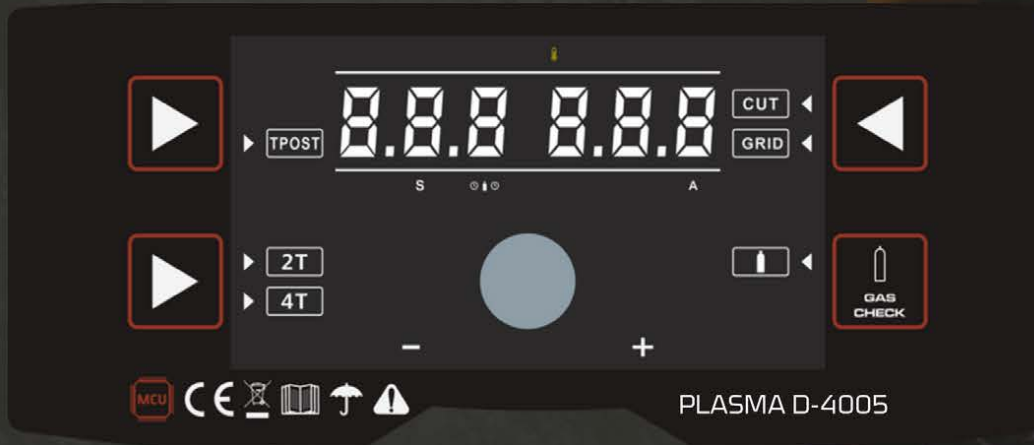 8.8.8 8.8.8
CUT
TPOST
GRID
S
A
2T
4T
GAS
CHECK
- +
MCU
CE
PLASMA D-4005